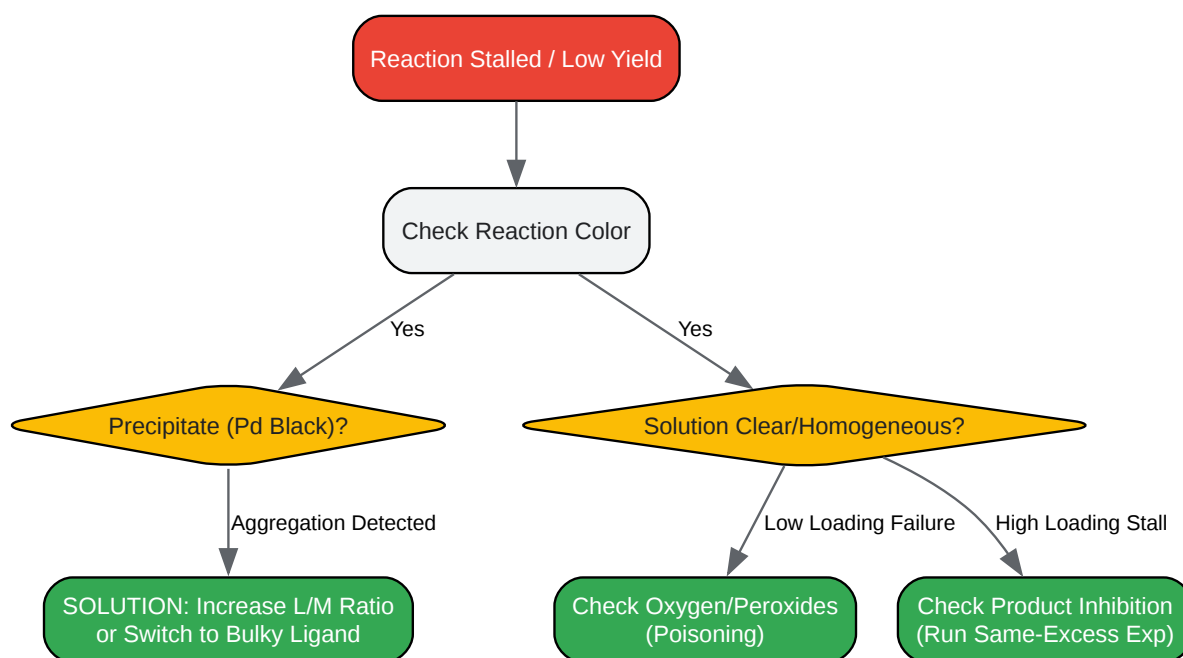 Reaction Stalled / Low Yield
Check Reaction Color
Yes
Yes
Precipitate (Pd Black)?
Solution Clear/Homogeneous?
Aggregation Detected
Low Loading Failure
High Loading Stall
SOLUTION: Increase L/M Ratio
or Switch to Bulky Ligand
Check Oxygen/Peroxides
(Poisoning)
Check Product Inhibition
(Run Same-Excess Exp)